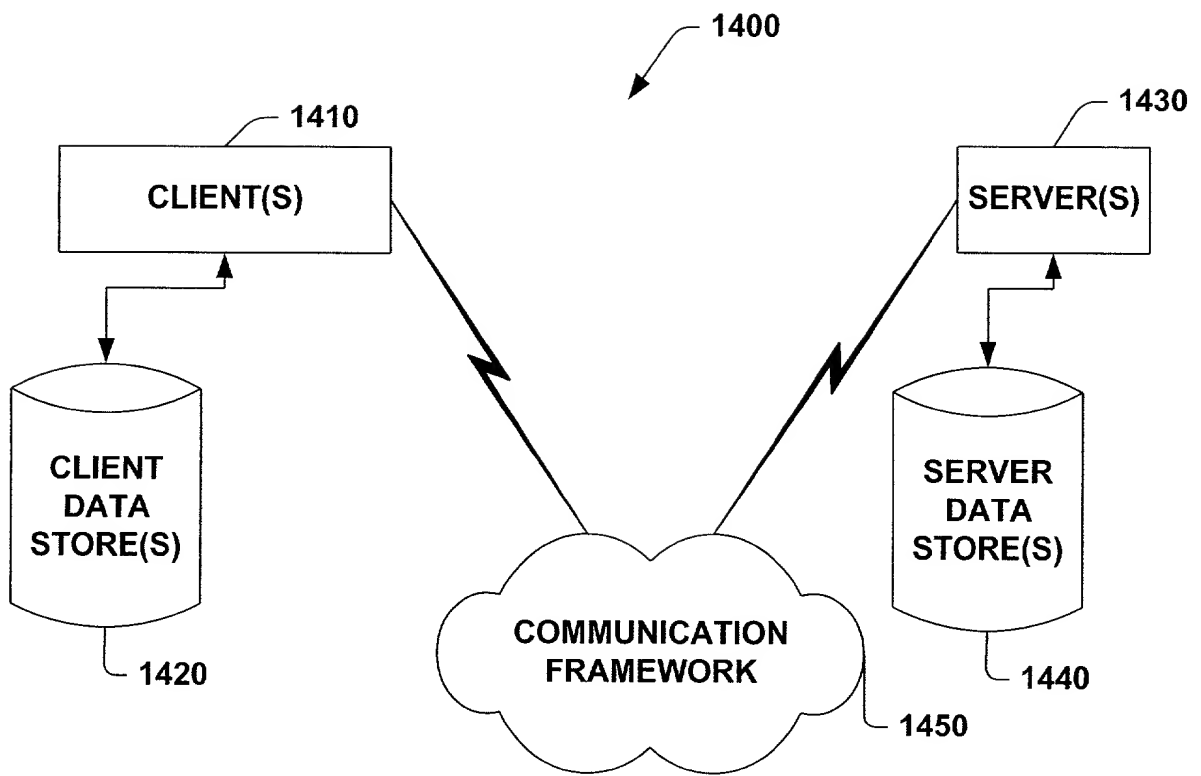 1400
1410
1430
CLIENT(S)
SERVER(S)
CLIENT
DATA
STORE(S)
SERVER
DATA
STORE(S)
COMMUNICATION
FRAMEWORK
1420
1440
1450